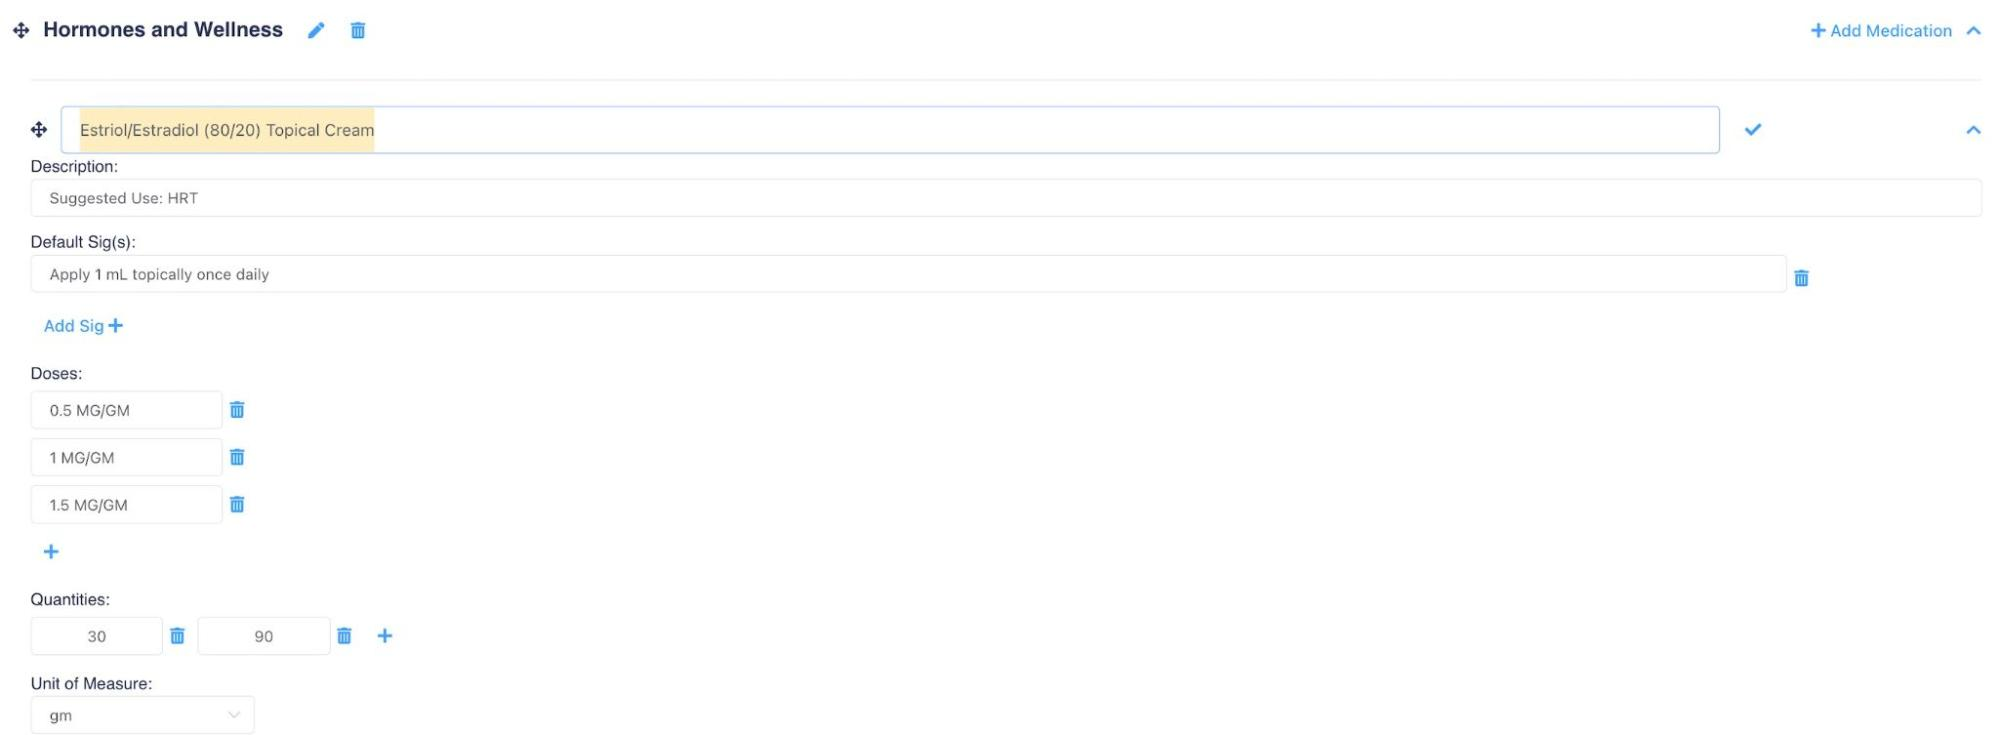 Hormones and Wellness
Add Medication
Estriol/Estradiol (80/20) Topical Cream
Description:
Suggested Use: HRT
Default Sig(s):
Apply 1 mL topically once daily
Add Sig
Doses:
0.5 MG/GM
1 MG/GM
1.5 MG/GM
Quantities:
30 90
Unit of Measure:
gm